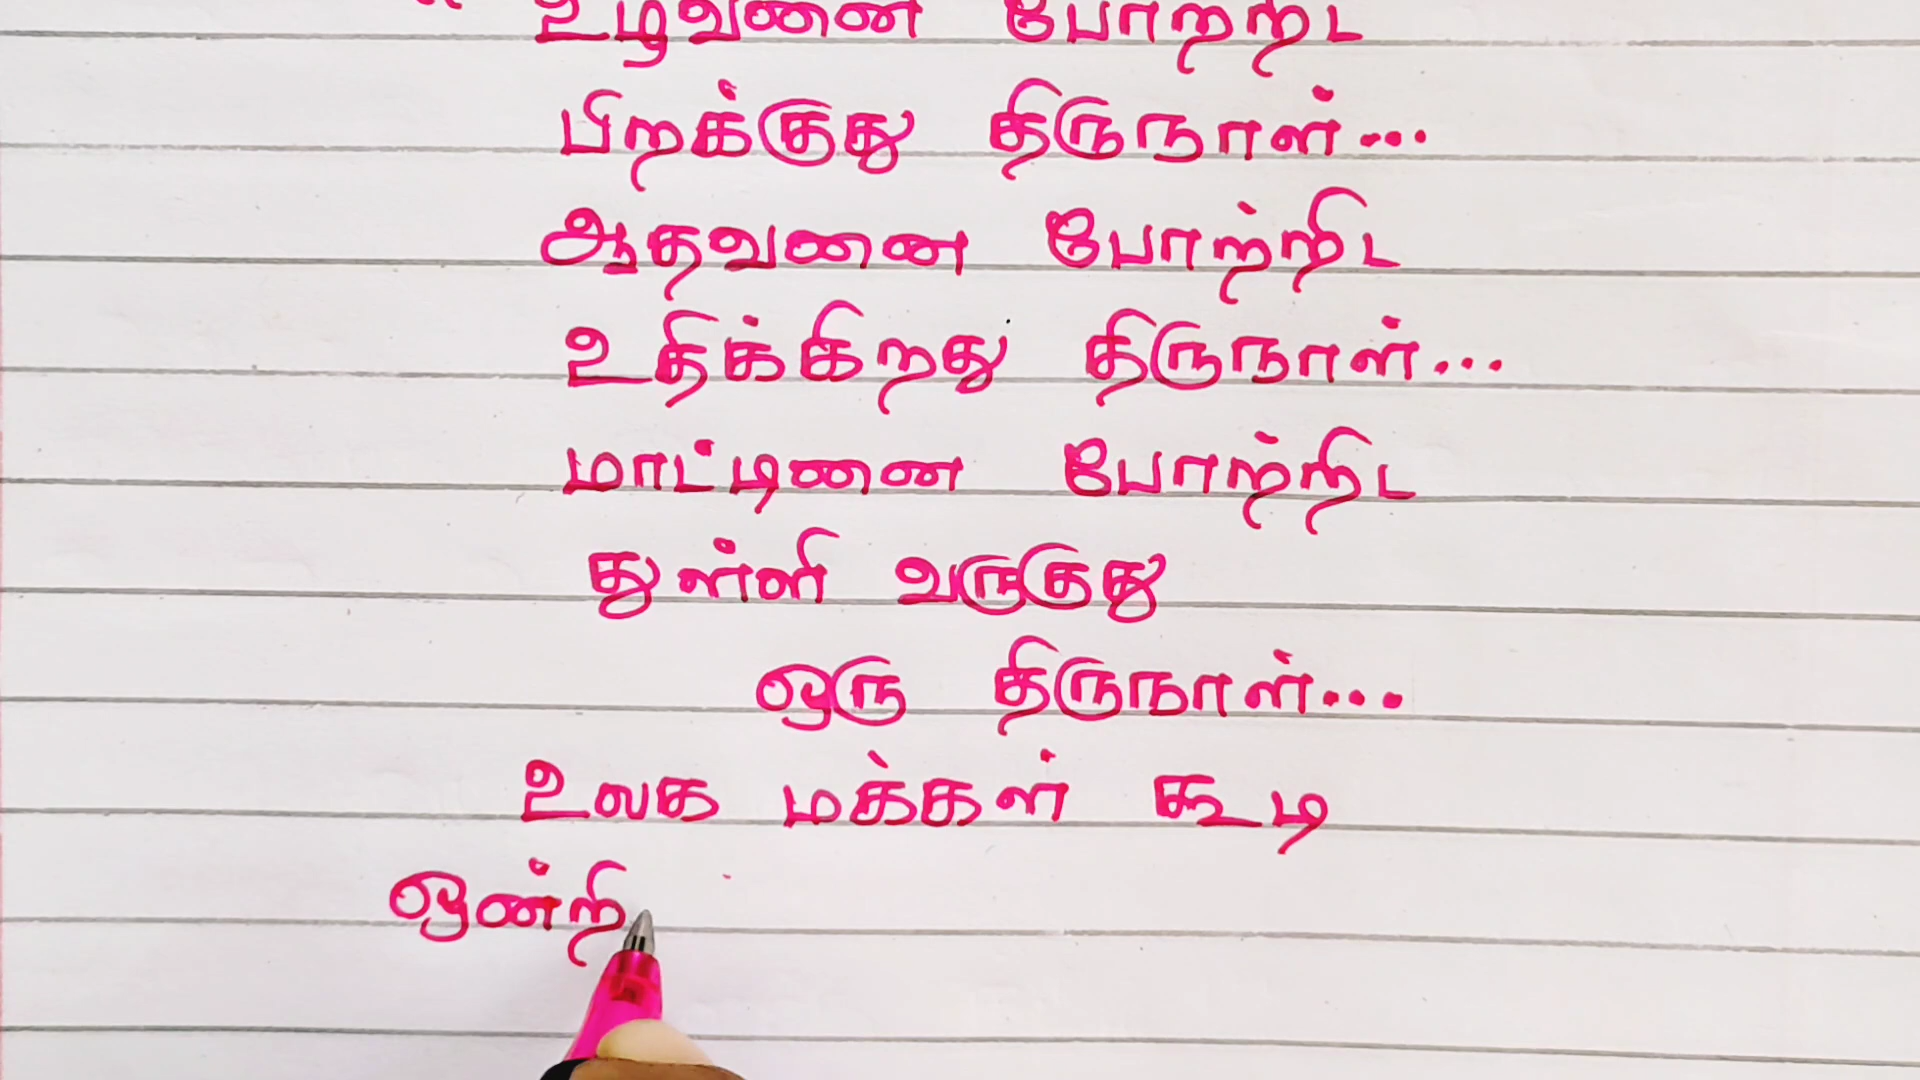 உழவனை போற்றிட
பிறக்குது திருநாள்...
ஆதவனை போற்றிட
உதிக்கிறது திருநாள்...
மாட்டினை போற்றிட
துள்ளி வருகுது
ஒரு திருநாள்...
உலக மக்கள் கூடி
ஒன்றி